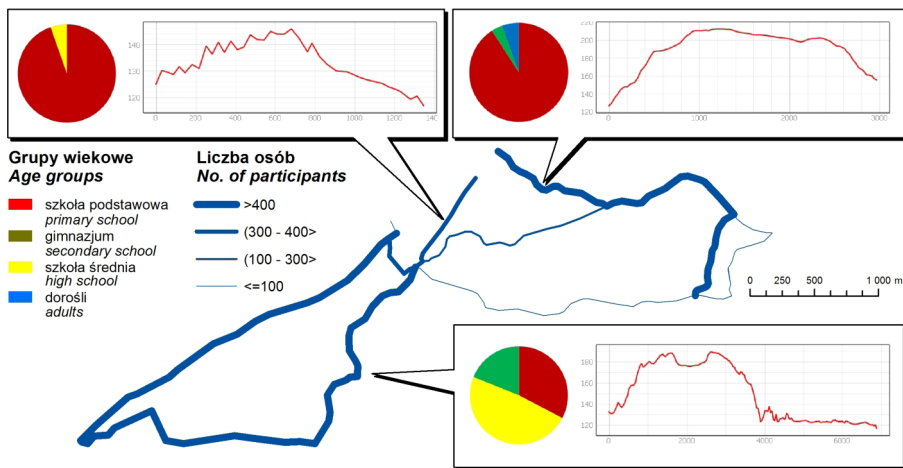 140
130
120
0
200
400
600
800
1000
1200
220
200
180
160
140
120
0
1000
2000
3000
Grupy wiekowe
Age groups
szkoła podstawowa
primary school
gimnazjum
secondary school
szkoła średnia
high school
dorośli
adults
Liczba osób
No. of participants
>400
(300 - 400>
(100 - 300>
<=100
0 250 500 1 000 m
180
160
140
120
0
2000
4000
6000